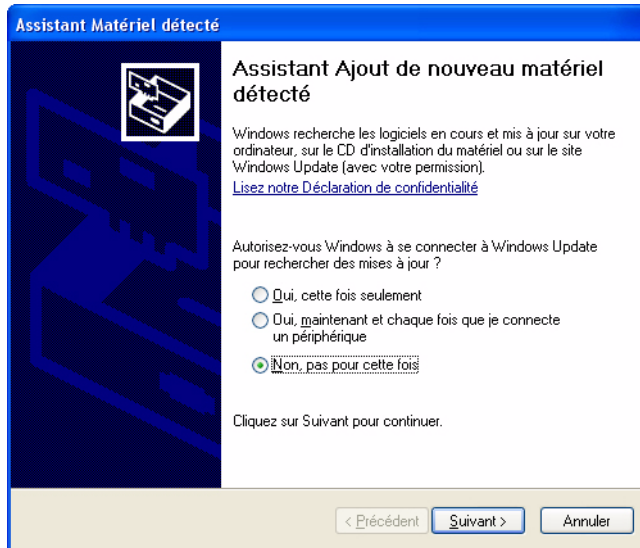 Assistant Matériel détecté
Assistant Ajout de nouveau matériel
détecté
Windows recherche les logiciels en cours et mis à jour sur votre
ordinateur, sur le CD d'installation du matériel ou sur le site
Windows Update (avec votre permission).
Lisez notre Déclaration de confidentialité
Autorisez-vous Windows à se connecter à Windows Update
pour rechercher des mises à jour ?
Oui, cette fois seulement
Oui, maintenant et chaque fois que je connecte
un périphérique
Non, pas pour cette fois
Cliquez sur Suivant pour continuer.
< Précédent
Suivant >
Annuler